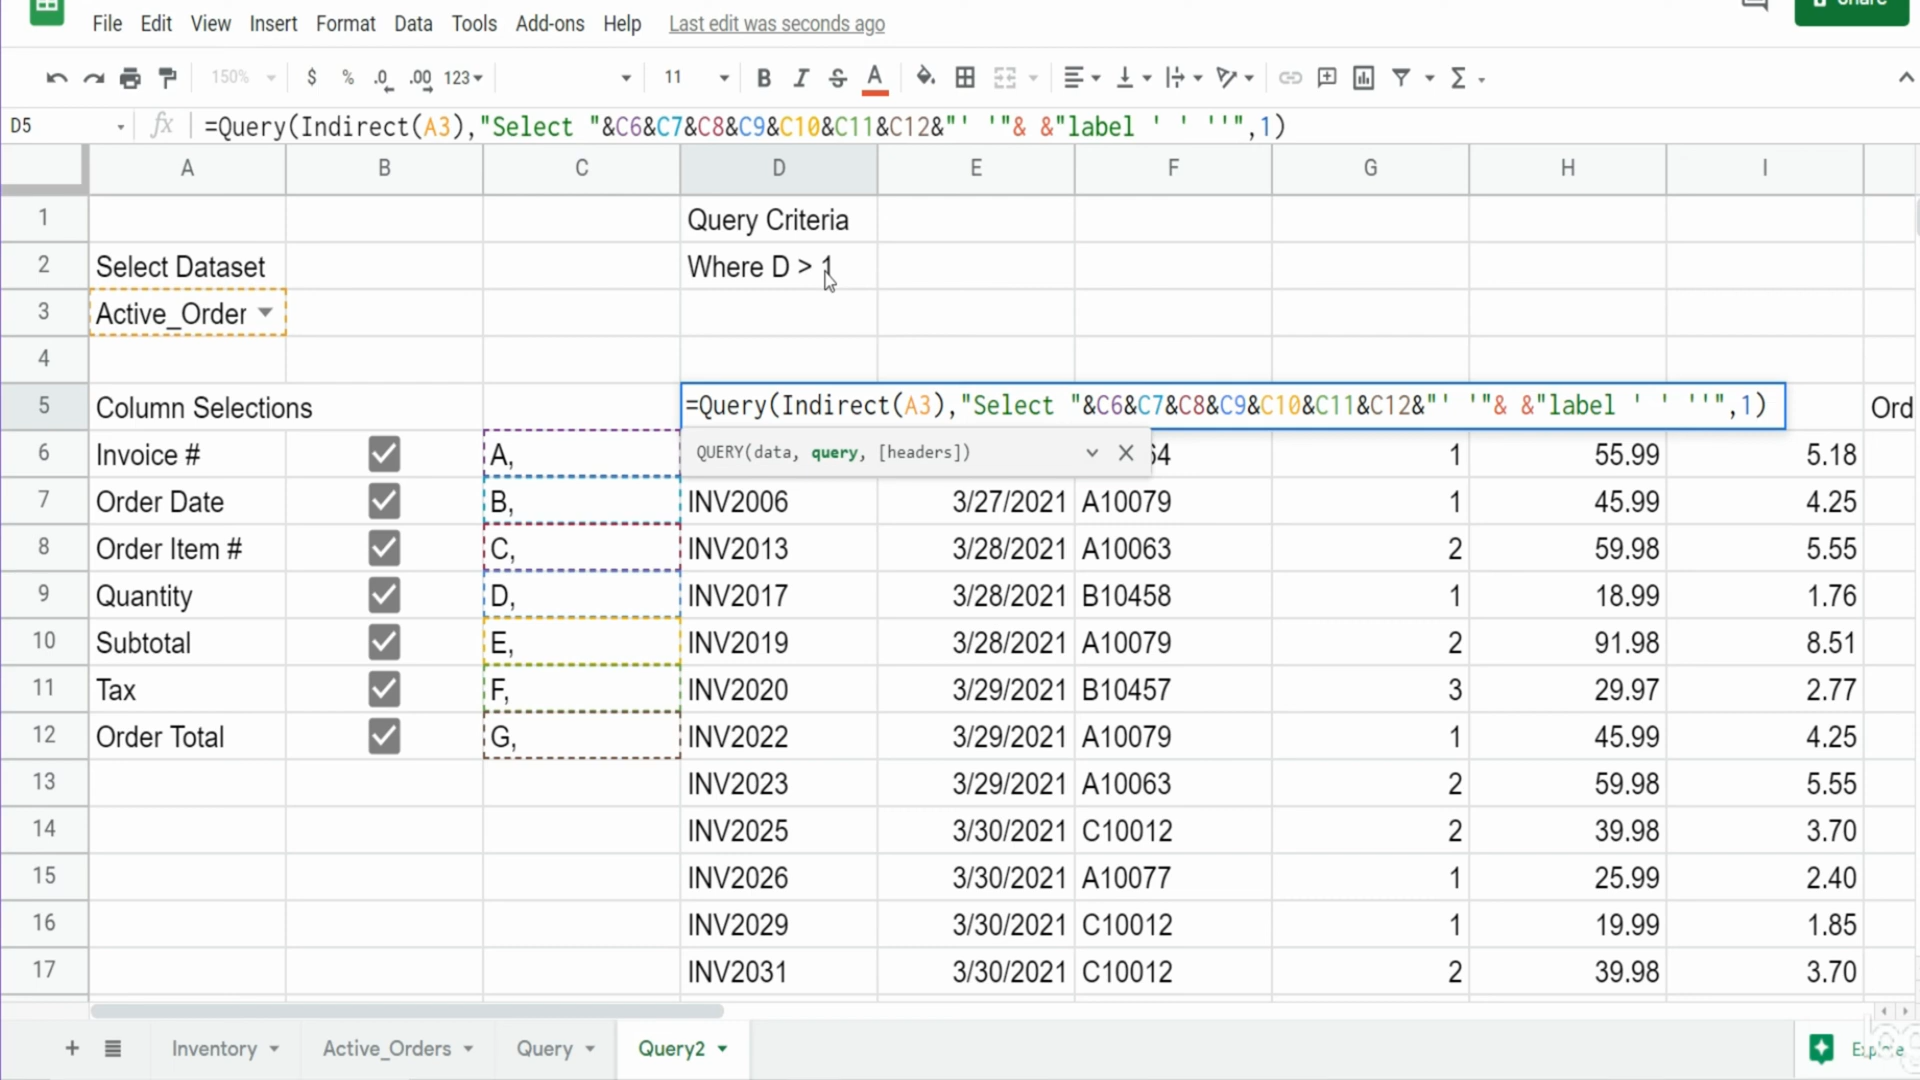 Share
File Edit View Insert Format Data Tools Add-ons Help Last edit was seconds ago
150% $ % .0 .00 123 11 B I S A Σ
D5 fx =Query(Indirect(A3),"Select "&C6&C7&C8&C9&C10&C11&C12&"' '"& &"label ' ' ''",1)
A B C D E F G H I
1 Query Criteria
2 Select Dataset Where D > 1
3 Active_Order
4
5 Column Selections =Query(Indirect(A3),"Select "&C6&C7&C8&C9&C10&C11&C12&"' '"& &"label ' ' ''",1) Ord
QUERY(data, query, [headers])
6 Invoice # A, 64 1 55.99 5.18
7 Order Date B, INV2006 3/27/2021 A10079 1 45.99 4.25
8 Order Item # C, INV2013 3/28/2021 A10063 2 59.98 5.55
9 Quantity D, INV2017 3/28/2021 B10458 1 18.99 1.76
10 Subtotal E, INV2019 3/28/2021 A10079 2 91.98 8.51
11 Tax F, INV2020 3/29/2021 B10457 3 29.97 2.77
12 Order Total G, INV2022 3/29/2021 A10079 1 45.99 4.25
13 INV2023 3/29/2021 A10063 2 59.98 5.55
14 INV2025 3/30/2021 C10012 2 39.98 3.70
15 INV2026 3/30/2021 A10077 1 25.99 2.40
16 INV2029 3/30/2021 C10012 1 19.99 1.85
17 INV2031 3/30/2021 C10012 2 39.98 3.70
+ Inventory Active_Orders Query Query2 Explore